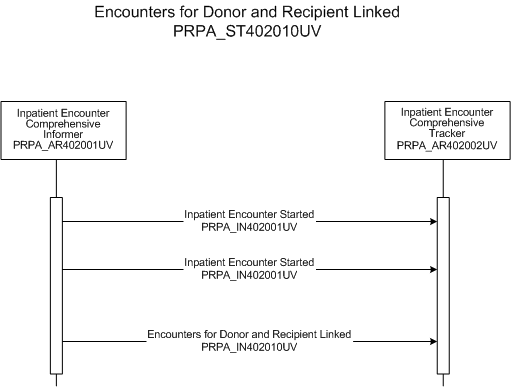 Encounters for Donor and Recipient Linked
PRPA_ST402010UV
Inpatient Encounter
Comprehensive
Informer
PRPA_AR402001UV
Inpatient Encounter
Comprehensive
Tracker
PRPA_AR402002UV
Inpatient Encounter Started
PRPA_IN402001UV
Inpatient Encounter Started
PRPA_IN402001UV
Encounters for Donor and Recipient Linked
PRPA_IN402010UV